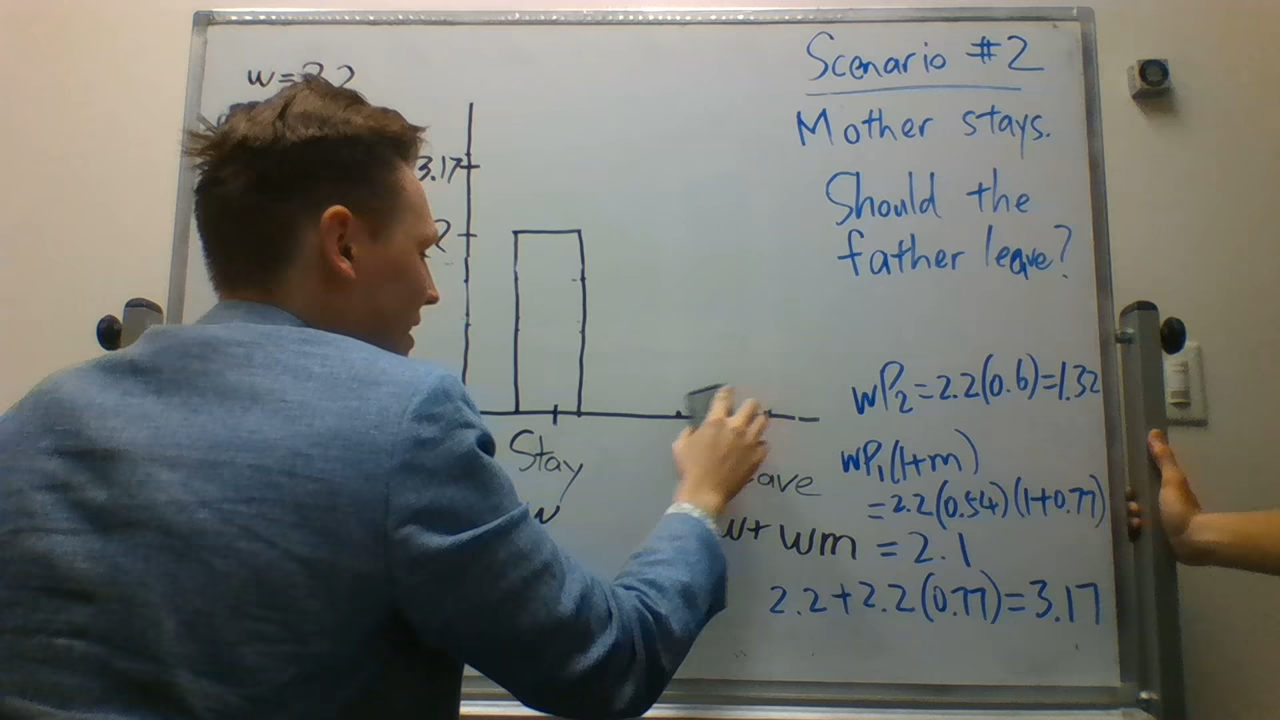 w=2.2
3.17
2
Stay
w
Scenario #2
Mother stays.
Should the
father leave?
wP₂=2.2(0.6)=1.32
wP₁(1+m)
=2.2(0.54)(1+0.77)
w+wm = 2.1
2.2+2.2(0.77)=3.17